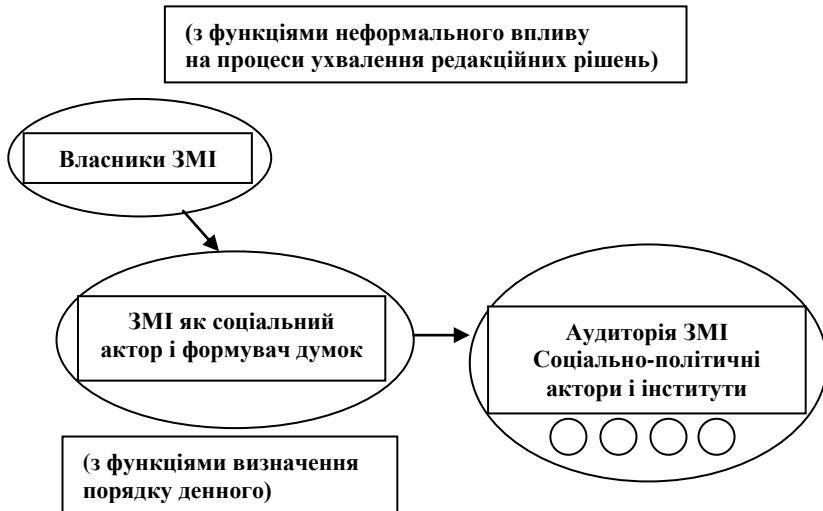 (з функціями неформального впливу
на процеси ухвалення редакційних рішень)
Власники ЗМІ
ЗМІ як соціальний
актор і формувач думок
Аудиторія ЗМІ
Соціально-політичні
актори і інститути
(з функціями визначення
порядку денного)